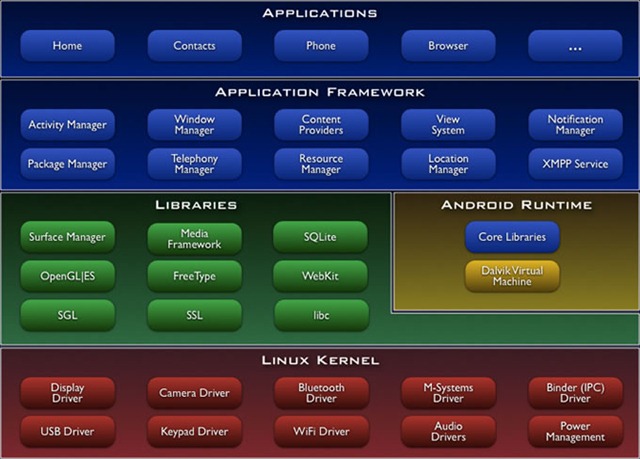 APPLICATIONS
Home
Contacts
Phone
Browser
...
APPLICATION FRAMEWORK
Activity Manager
Window
Manager
Content
Providers
View
System
Notification
Manager
Package Manager
Telephony
Manager
Resource
Manager
Location
Manager
XMPP Service
LIBRARIES
Surface Manager
Media
Framework
SQLite
OpenGL|ES
FreeType
WebKit
SGL
SSL
libc
ANDROID RUNTIME
Core Libraries
Dalvik Virtual
Machine
LINUX KERNEL
Display
Driver
Camera Driver
Bluetooth
Driver
M-Systems
Driver
Binder (IPC)
Driver
USB Driver
Keypad Driver
WiFi Driver
Audio
Drivers
Power
Management